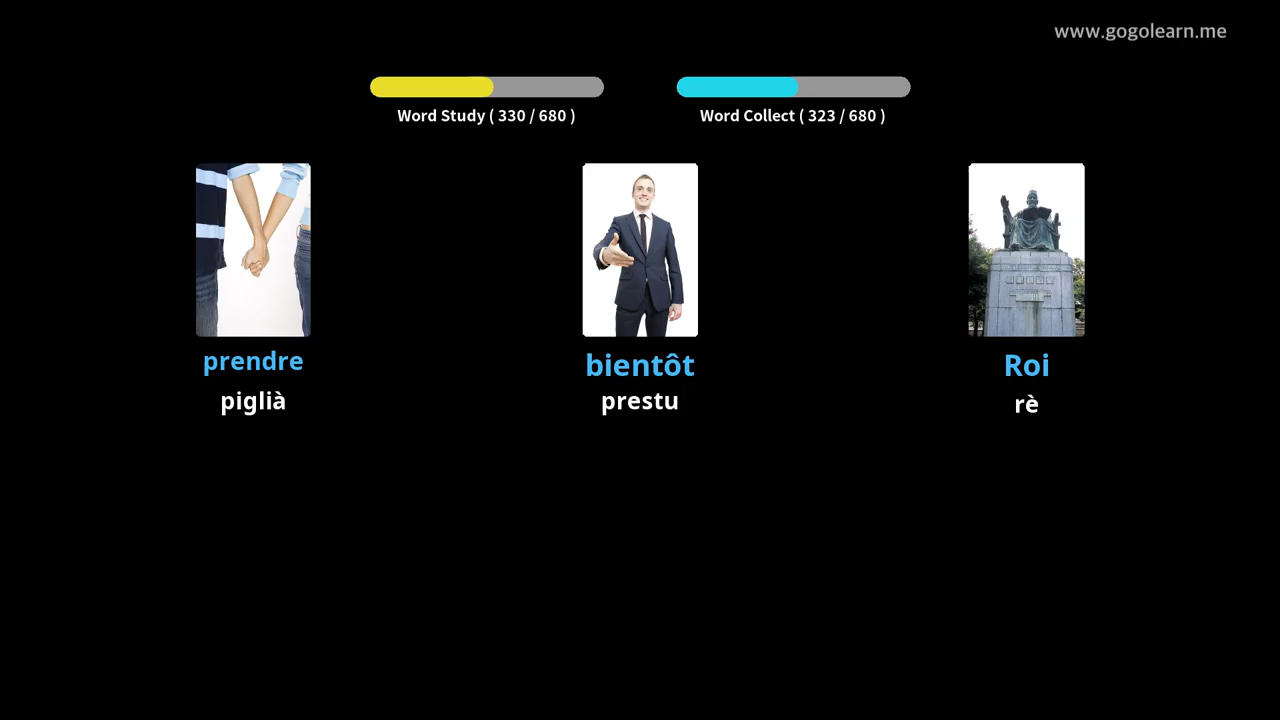 www.gogolearn.me
Word Study ( 330 / 680 )
Word Collect ( 323 / 680 )
prendre
piglià
bientôt
prestu
Roi
rè